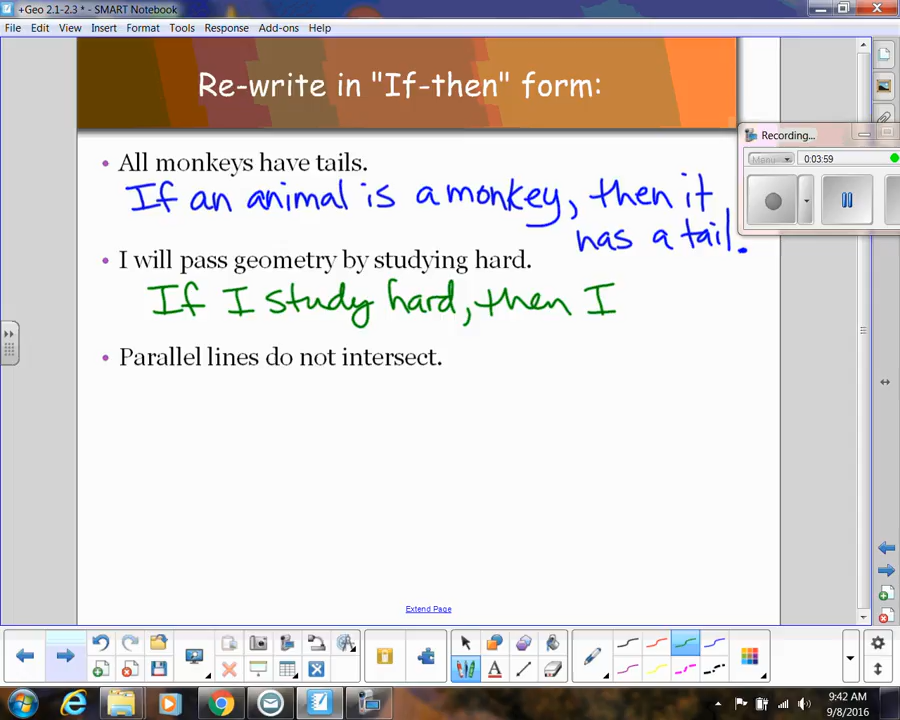 +Geo 2.1-2.3 * - SMART Notebook
File Edit View Insert Format Tools Response Add-ons Help
Re-write in "If-then" form:
Recording...
Menu
0:03:59
• All monkeys have tails.
If an animal is a monkey, then it
has a tail.
• I will pass geometry by studying hard.
If I study hard, then I
• Parallel lines do not intersect.
Extend Page
9:42 AM
9/8/2016